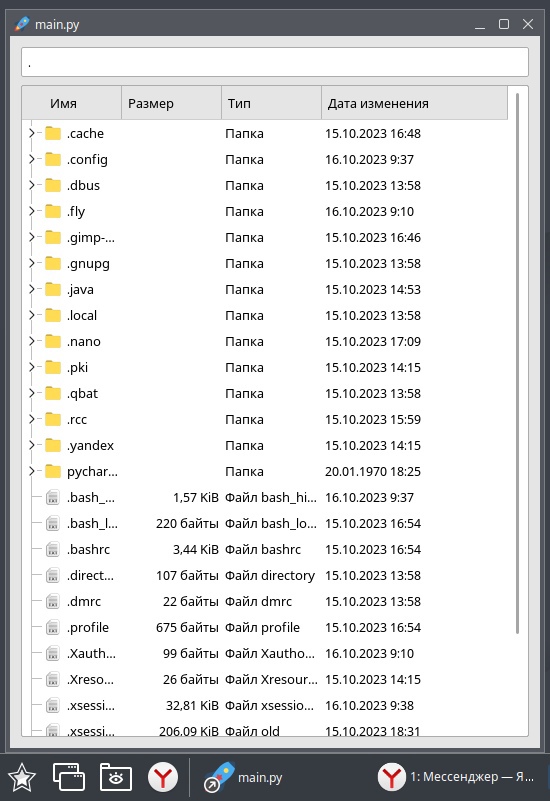 main.py
.
Имя Размер Тип Дата изменения
.cache Папка 15.10.2023 16:48
.config Папка 16.10.2023 9:37
.dbus Папка 15.10.2023 13:58
.fly Папка 16.10.2023 9:10
.gimp-... Папка 15.10.2023 16:46
.gnupg Папка 15.10.2023 13:58
.java Папка 15.10.2023 14:53
.local Папка 15.10.2023 13:58
.nano Папка 15.10.2023 17:09
.pki Папка 15.10.2023 14:15
.qbat Папка 15.10.2023 13:58
.rcc Папка 15.10.2023 15:59
.yandex Папка 15.10.2023 14:15
pychar... Папка 20.01.1970 18:25
.bash_... 1,57 KiB Файл bash_hi... 16.10.2023 9:37
.bash_l... 220 байты Файл bash_lo... 15.10.2023 16:54
.bashrc 3,44 KiB Файл bashrc 15.10.2023 16:54
.direct... 107 байты Файл directory 15.10.2023 13:58
.dmrc 22 байты Файл dmrc 15.10.2023 13:58
.profile 675 байты Файл profile 15.10.2023 16:54
.Xauth... 99 байты Файл Xautho... 16.10.2023 9:10
.Xreso... 26 байты Файл Xresour... 15.10.2023 14:15
.xsessi... 32,81 KiB Файл xsessio... 16.10.2023 9:38
.xsessi... 206,09 KiB Файл old 15.10.2023 18:31
main.py 1: Мессенджер — Я...